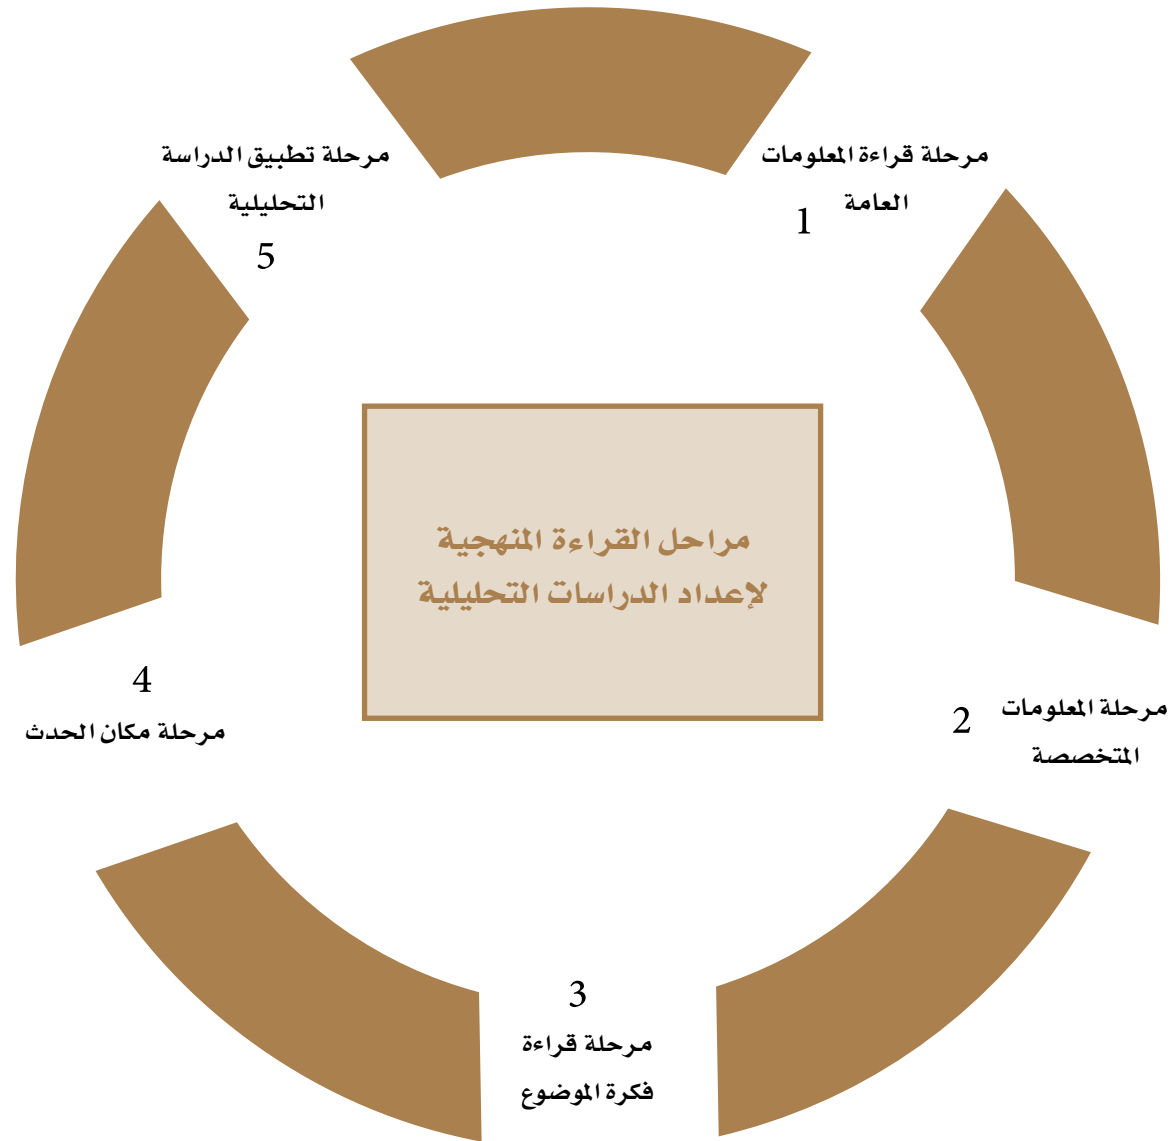 مراحل القراءة المنهجية
لإعداد الدراسات التحليلية
مرحلة قراءة المعلومات
العامة
1
مرحلة المعلومات
المتخصصة
2
3
مرحلة قراءة
فكرة الموضوع
4
مرحلة مكان الحدث
مرحلة تطبيق الدراسة
التحليلية
5